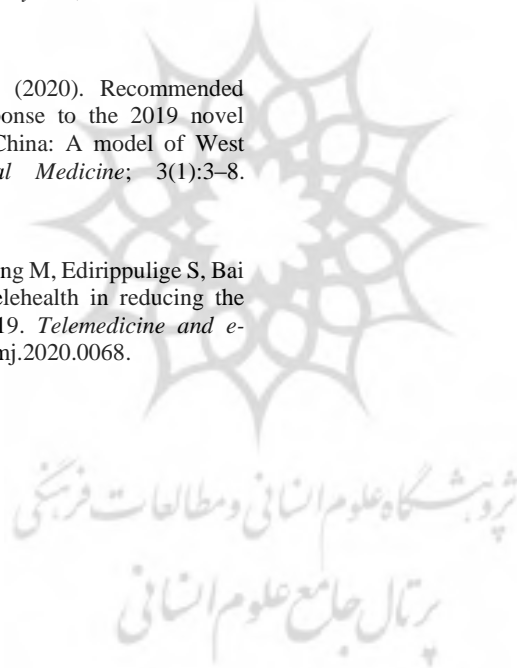 (2020). Recommended
onse to the 2019 novel
China: A model of West
al Medicine; 3(1):3–8.
ng M, Edirippulige S, Bai
elehealth in reducing the
19. Telemedicine and e-
mj.2020.0068.
پژوهشگاه علوم انسانی و مطالعات فرهنگی
پرتال جامع علوم انسانی